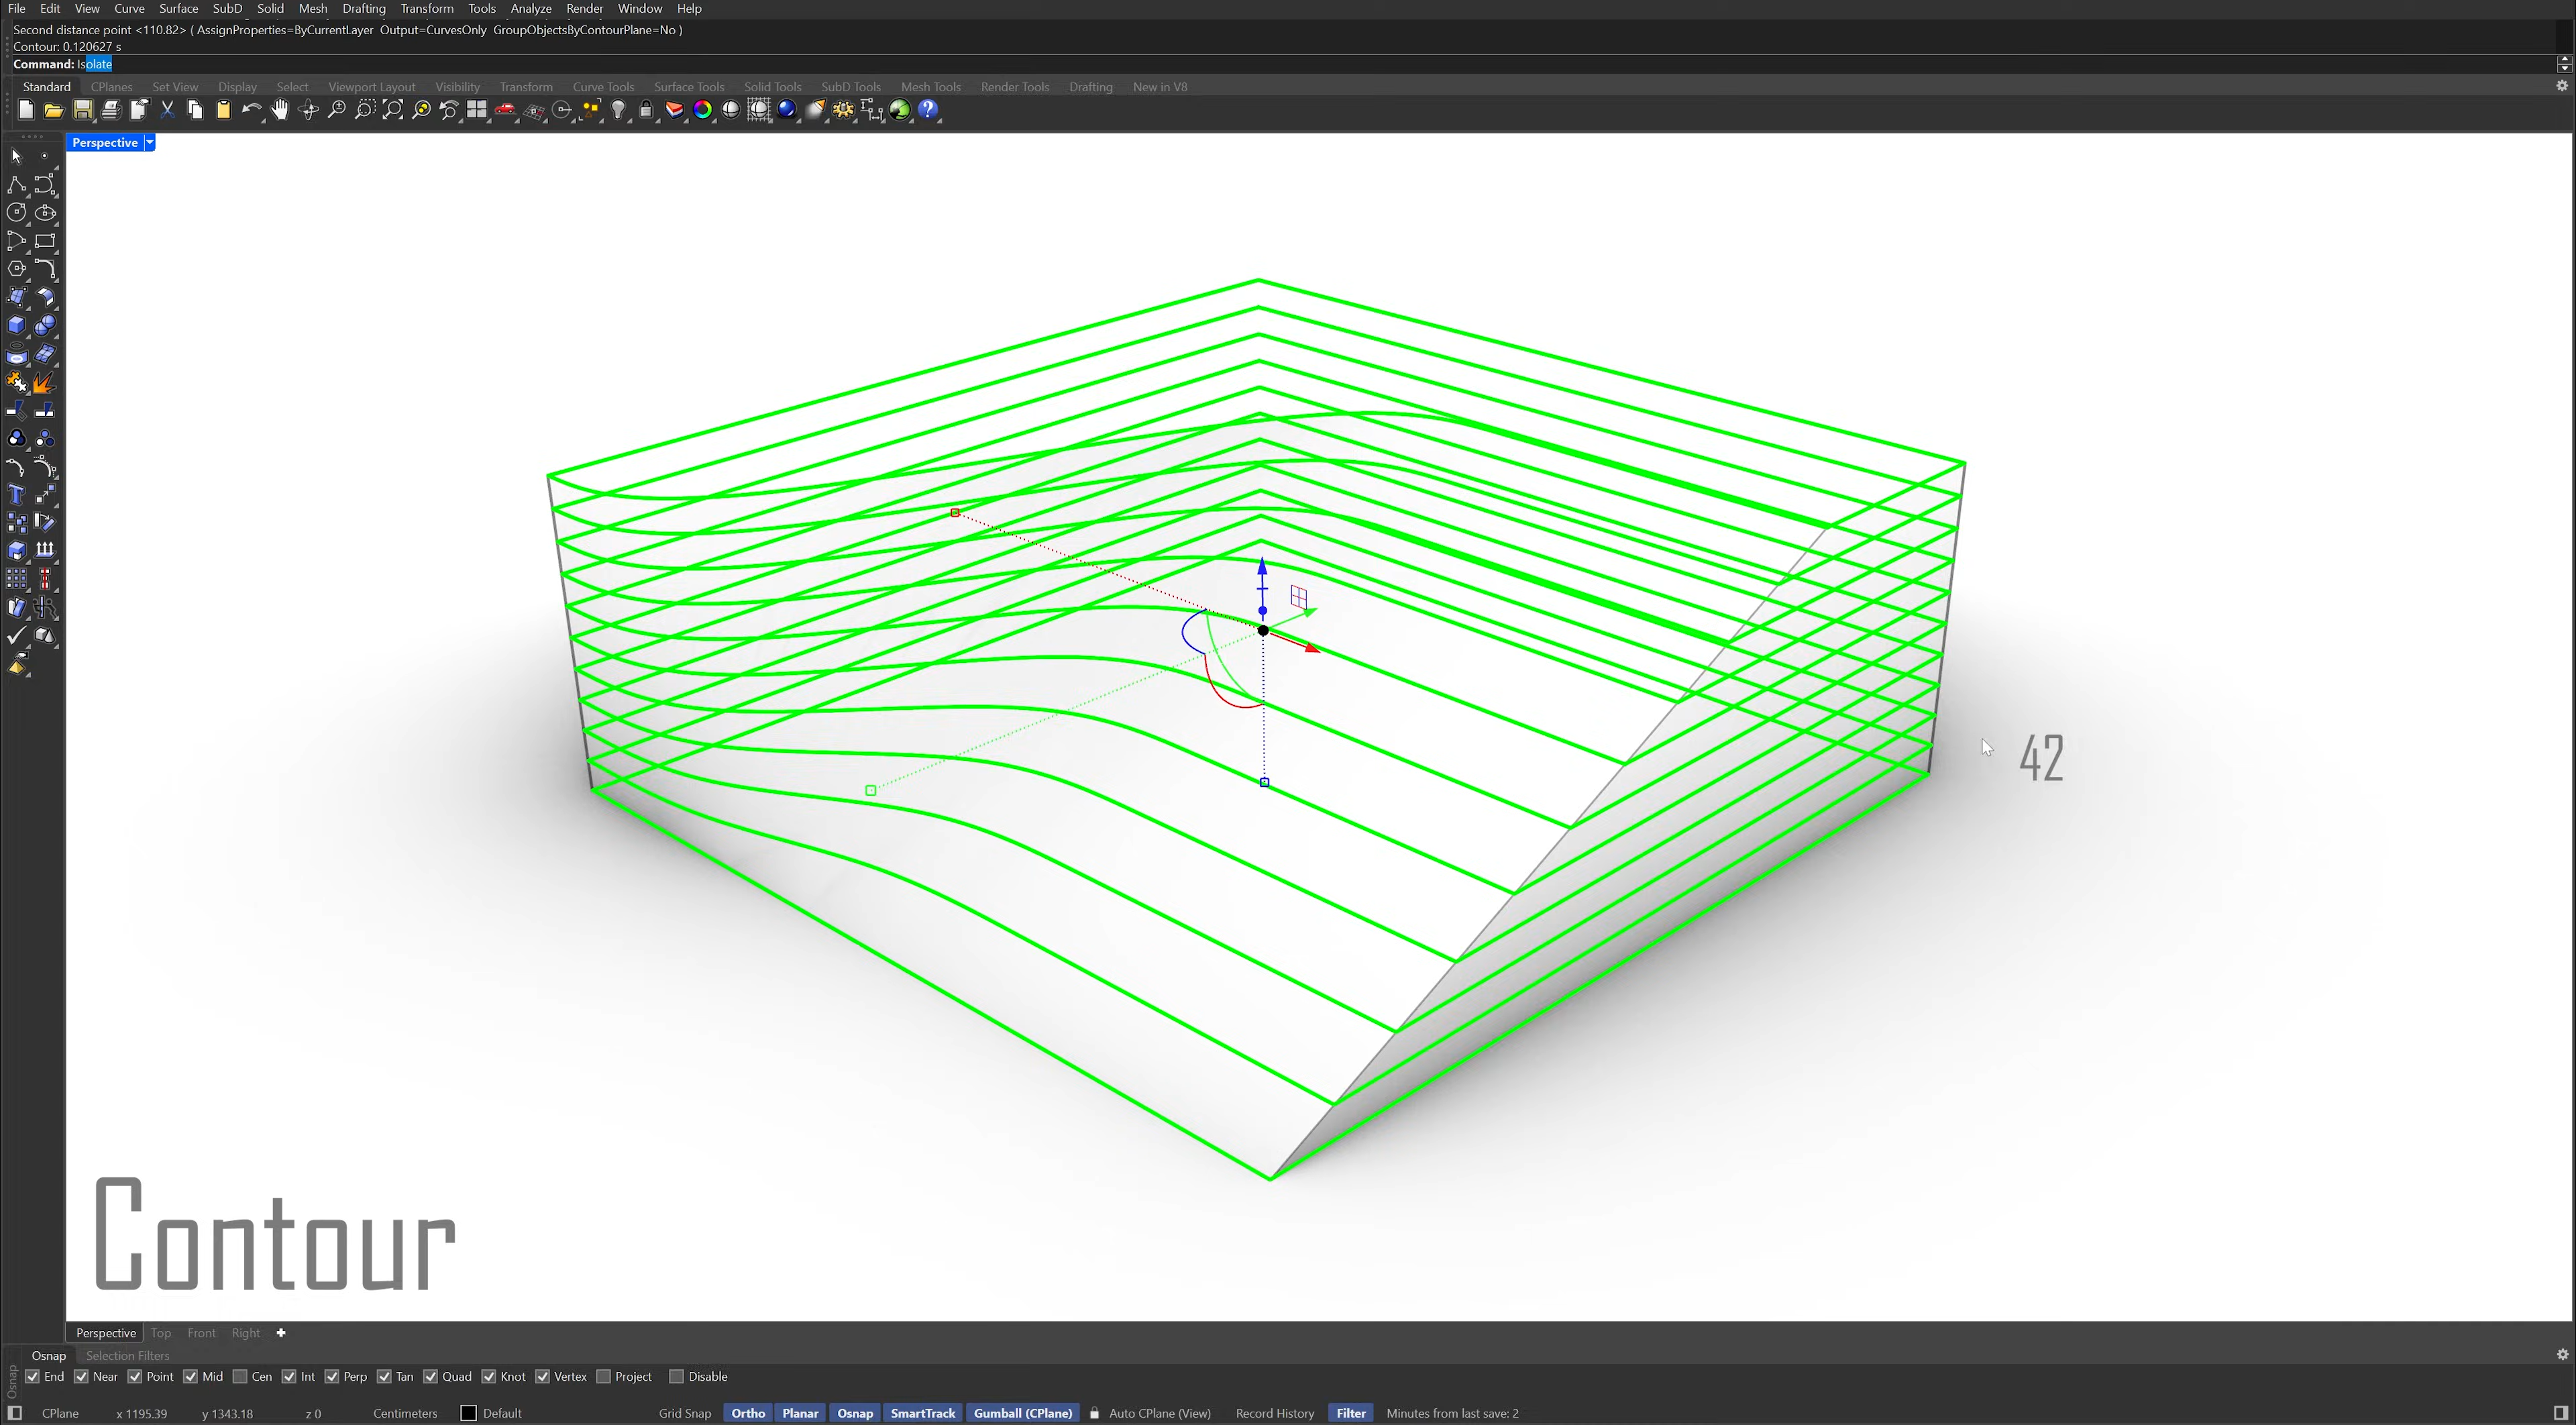 File Edit View Curve Surface SubD Solid Mesh Drafting Transform Tools Analyze Render Window Help
Second distance point <110.82> ( AssignProperties=ByCurrentLayer Output=CurvesOnly GroupObjectsByContourPlane=No )
Contour: 0.120627 s
Command: Isolate
Standard CPlanes Set View Display Select Viewport Layout Visibility Transform Curve Tools Surface Tools Solid Tools SubD Tools Mesh Tools Render Tools Drafting New in V8
Perspective
42
Contour
Perspective Top Front Right
Osnap Selection Filters
Osnap
End Near Point Mid Cen Int Perp Tan Quad Knot Vertex Project Disable
CPlane x 1195.39 y 1343.18 z 0 Centimeters Default Grid Snap Ortho Planar Osnap SmartTrack Gumball (CPlane) Auto CPlane (View) Record History Filter Minutes from last save: 2